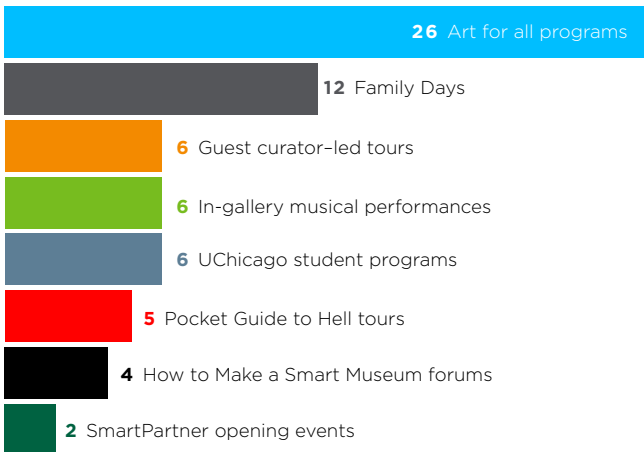 26 Art for all programs
12 Family Days
6 Guest curator–led tours
6 In-gallery musical performances
6 UChicago student programs
5 Pocket Guide to Hell tours
4 How to Make a Smart Museum forums
2 SmartPartner opening events